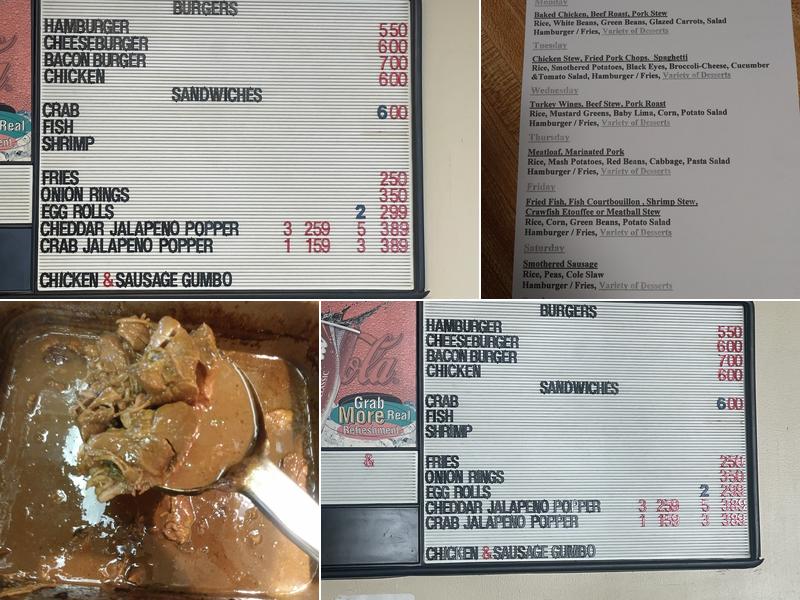 BURGERS
HAMBURGER 550
CHEESEBURGER 600
BACON BURGER 700
CHICKEN 600
SANDWICHES
CRAB 600
FISH
SHRIMP
FRIES 250
ONION RINGS 350
EGG ROLLS 2 299
CHEDDAR JALAPENO POPPER 3 259 5 389
CRAB JALAPENO POPPER 1 159 3 389
CHICKEN & SAUSAGE GUMBO
Real
Monday
Baked Chicken, Beef Roast, Pork Stew
Rice, White Beans, Green Beans, Glazed Carrots, Salad
Hamburger / Fries, Variety of Desserts
Tuesday
Chicken Stew, Fried Pork Chops, Spaghetti
Rice, Smothered Potatoes, Black Eyes, Broccoli-Cheese, Cucumber
&Tomato Salad, Hamburger / Fries, Variety of Desserts
Wednesday
Turkey Wings, Beef Stew, Pork Roast
Rice, Mustard Greens, Baby Lima, Corn, Potato Salad
Hamburger / Fries, Variety of Desserts
Thursday
Meatloaf, Marinated Pork
Rice, Mash Potatoes, Red Beans, Cabbage, Pasta Salad
Hamburger / Fries, Variety of Desserts
Friday
Fried Fish, Fish Courtbouillon , Shrimp Stew,
Crawfish Etouffee or Meatball Stew
Rice, Corn, Green Beans, Potato Salad
Hamburger / Fries, Variety of Desserts
Saturday
Smothered Sausage
Rice, Peas, Cole Slaw
Hamburger / Fries, Variety of Desserts
BURGERS
HAMBURGER 550
CHEESEBURGER 600
BACON BURGER 700
CHICKEN 600
SANDWICHES
CRAB 600
FISH
SHRIMP
FRIES 250
ONION RINGS 350
EGG ROLLS 2 299
CHEDDAR JALAPENO POPPER 3 259 5 389
CRAB JALAPENO POPPER 1 159 3 389
CHICKEN & SAUSAGE GUMBO
CLASSIC
Grab
More Real
Refreshment
&